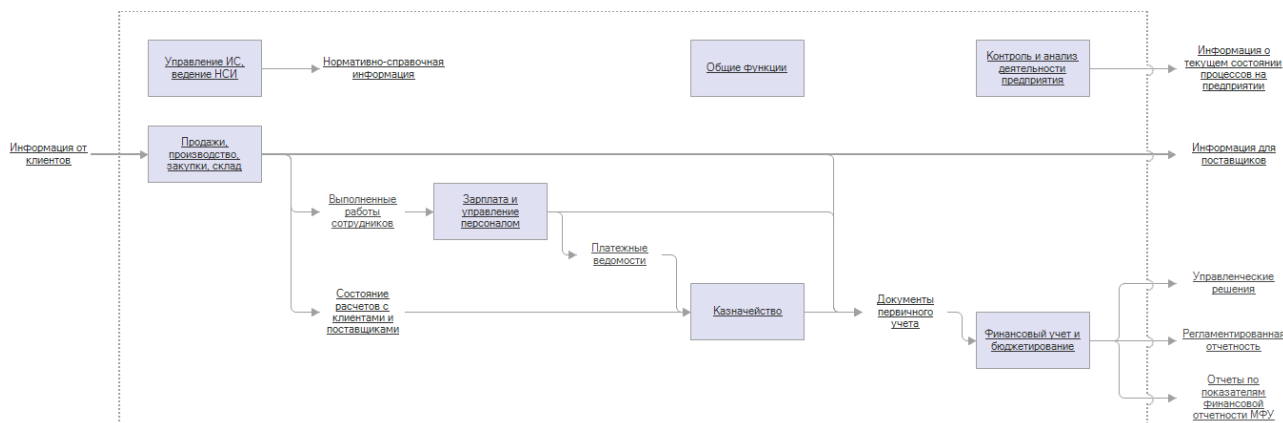 Управление ИС,
ведение НСИ
Нормативно-справочная
информация
Общие функции
Контроль и анализ
деятельности
предприятия
Информация о
текущем состоянии
процессов на
предприятии
Информация от
клиентов
Продажи,
производство,
закупки, склад
Информация для
поставщиков
Выполненные
работы
сотрудников
Зарплата и
управление
персоналом
Платежные
ведомости
Состояние
расчетов с
клиентами и
поставщиками
Казначейство
Документы
первичного
учета
Финансовый учет и
бюджетирование
Управленческие
решения
Регламентированная
отчетность
Отчеты по
показателям
финансовой
отчетности МФУ